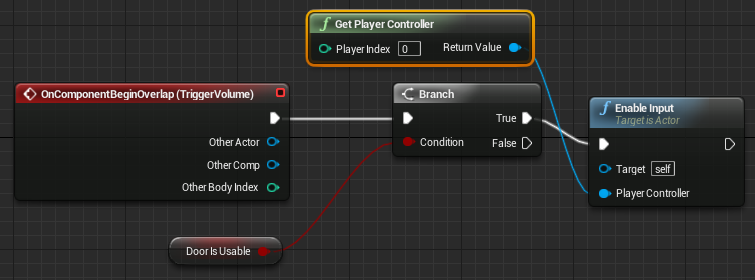 Get Player Controller
Player Index 0 Return Value
OnComponentBeginOverlap (TriggerVolume)
Other Actor
Other Comp
Other Body Index
Branch
True
Condition False
Enable Input
Target is Actor
Target self
Player Controller
Door Is Usable